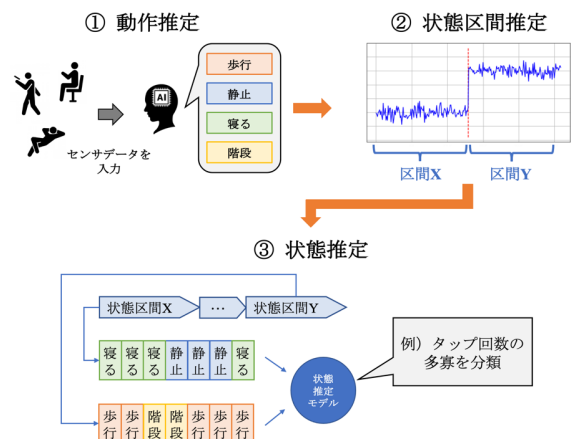 ① 動作推定
AI
歩行
静止
寝る
階段
センサデータを
入力
② 状態区間推定
区間X
区間Y
③ 状態推定
状態区間X
…
状態区間Y
寝る 寝る 寝る 静止 静止 静止 寝る
歩行 歩行 階段 階段 歩行 歩行 歩行
状態
推定
モデル
例）タップ回数の
多寡を分類